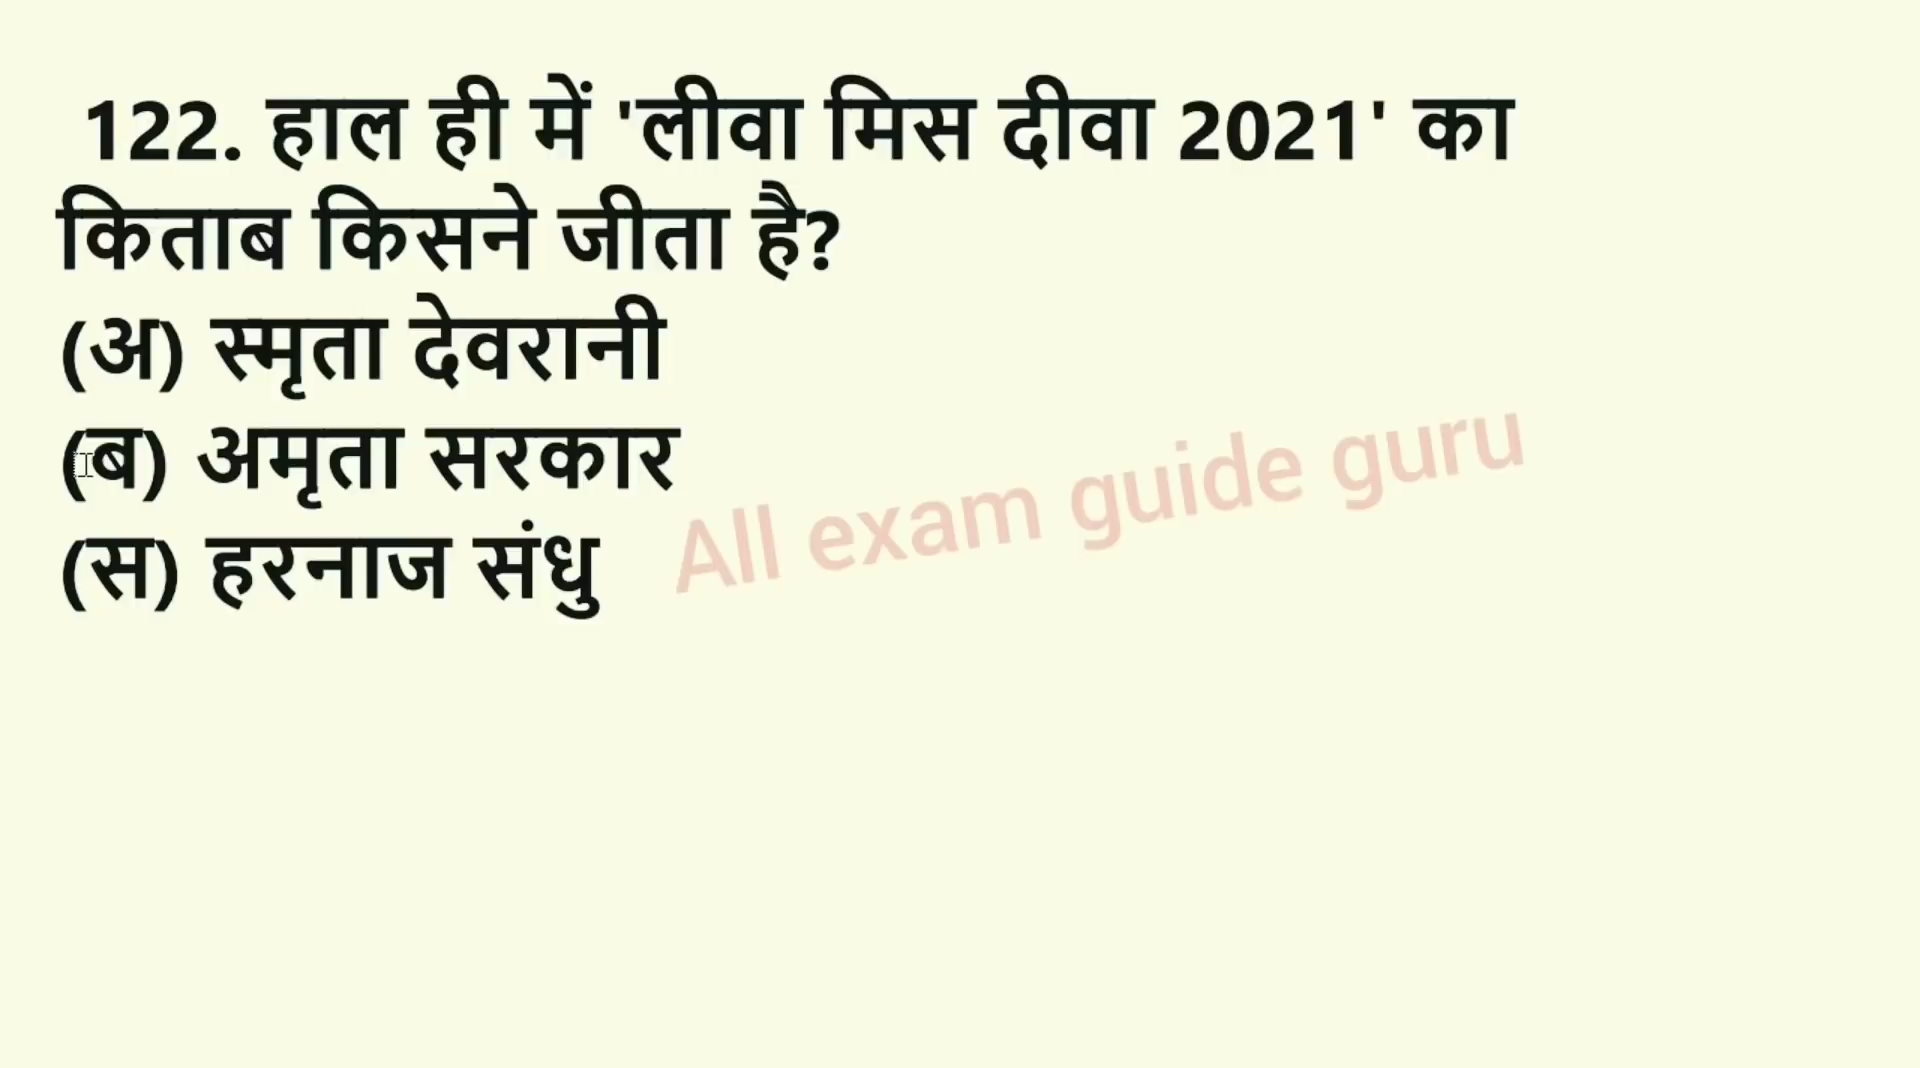 122. हाल ही में 'लीवा मिस दीवा 2021' का
किताब किसने जीता है?
(अ) स्मृता देवरानी
(ब) अमृता सरकार
(स) हरनाज संधु
All exam guide guru